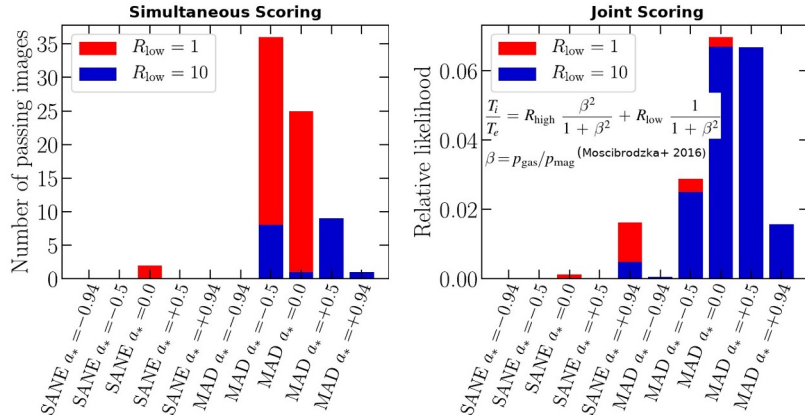 Simultaneous Scoring
Number of passing images
35
30
25
20
15
10
5
0
R_low = 1
R_low = 10
SANE a_* =−0.94
SANE a_* =−0.5
SANE a_* =0.0
SANE a_* =+0.5
SANE a_* =+0.94
MAD a_* =−0.94
MAD a_* =−0.5
MAD a_* =0.0
MAD a_* =+0.5
MAD a_* =+0.94
Joint Scoring
Relative likelihood
0.06
0.04
0.02
0.00
R_low = 1
R_low = 10
T_i/T_e = R_high β²/(1 + β²) + R_low 1/(1 + β²)
β = p_gas/p_mag (Moscibrodzka+ 2016)
SANE a_* =−0.94
SANE a_* =−0.5
SANE a_* =0.0
SANE a_* =+0.5
SANE a_* =+0.94
MAD a_* =−0.94
MAD a_* =−0.5
MAD a_* =0.0
MAD a_* =+0.5
MAD a_* =+0.94